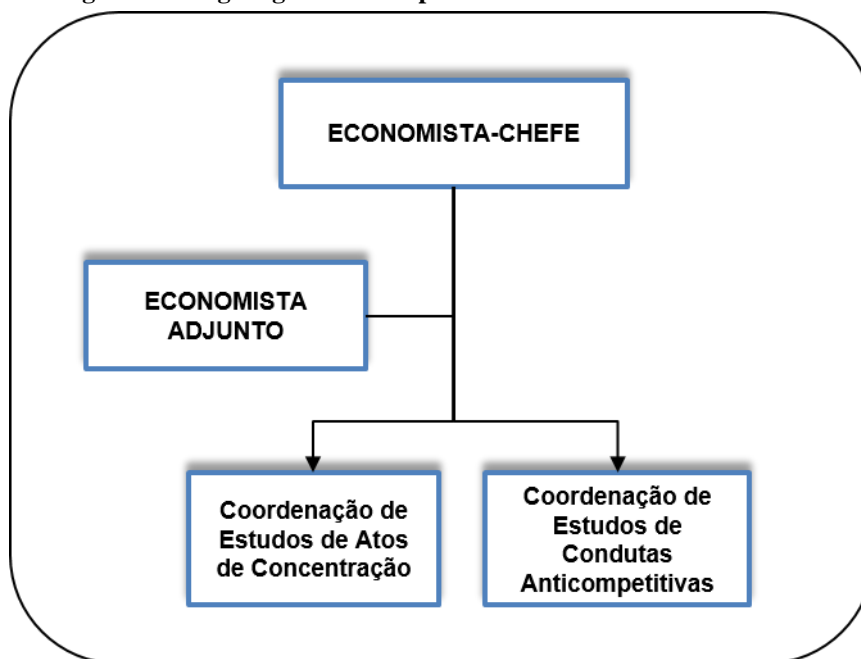 ECONOMISTA-CHEFE
ECONOMISTA
ADJUNTO
Coordenação de
Estudos de Atos
de Concentração
Coordenação de
Estudos de
Condutas
Anticompetitivas